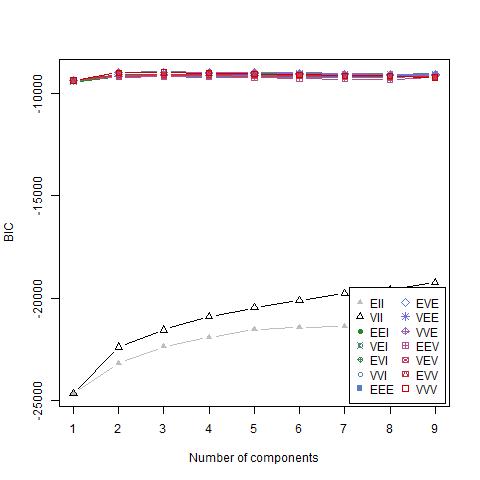 -10000
-15000
BIC
-20000
-25000
EII EVE
VII VEE
EEI VVE
VEI EEV
EVI VEV
VVI EVV
EEE VVV
1 2 3 4 5 6 7 8 9
Number of components